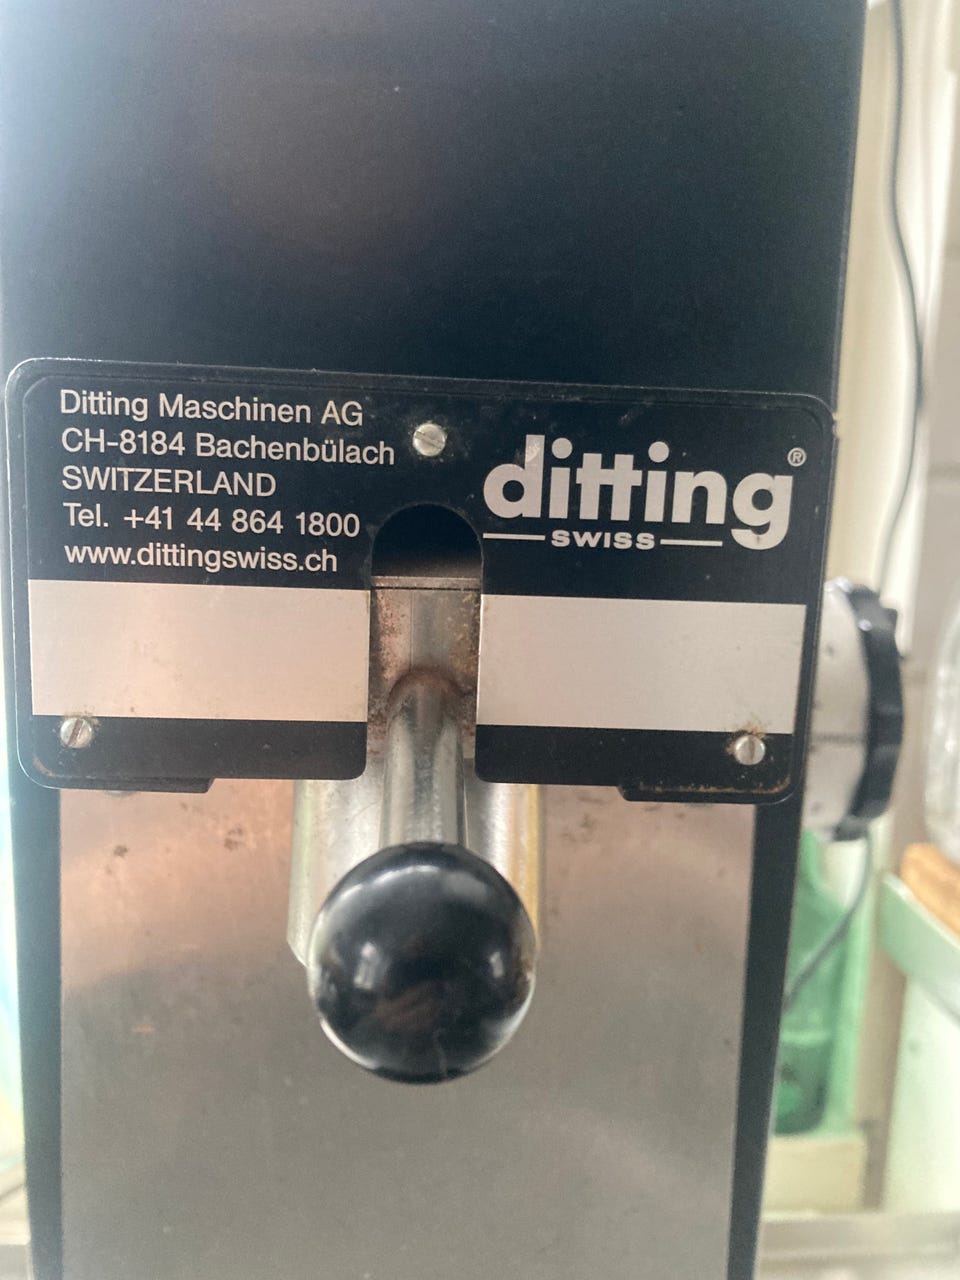 Ditting Maschinen AG
CH-8184 Bachenbülach
SWITZERLAND
Tel. +41 44 864 1800
www.dittingswiss.ch
ditting®
SWISS